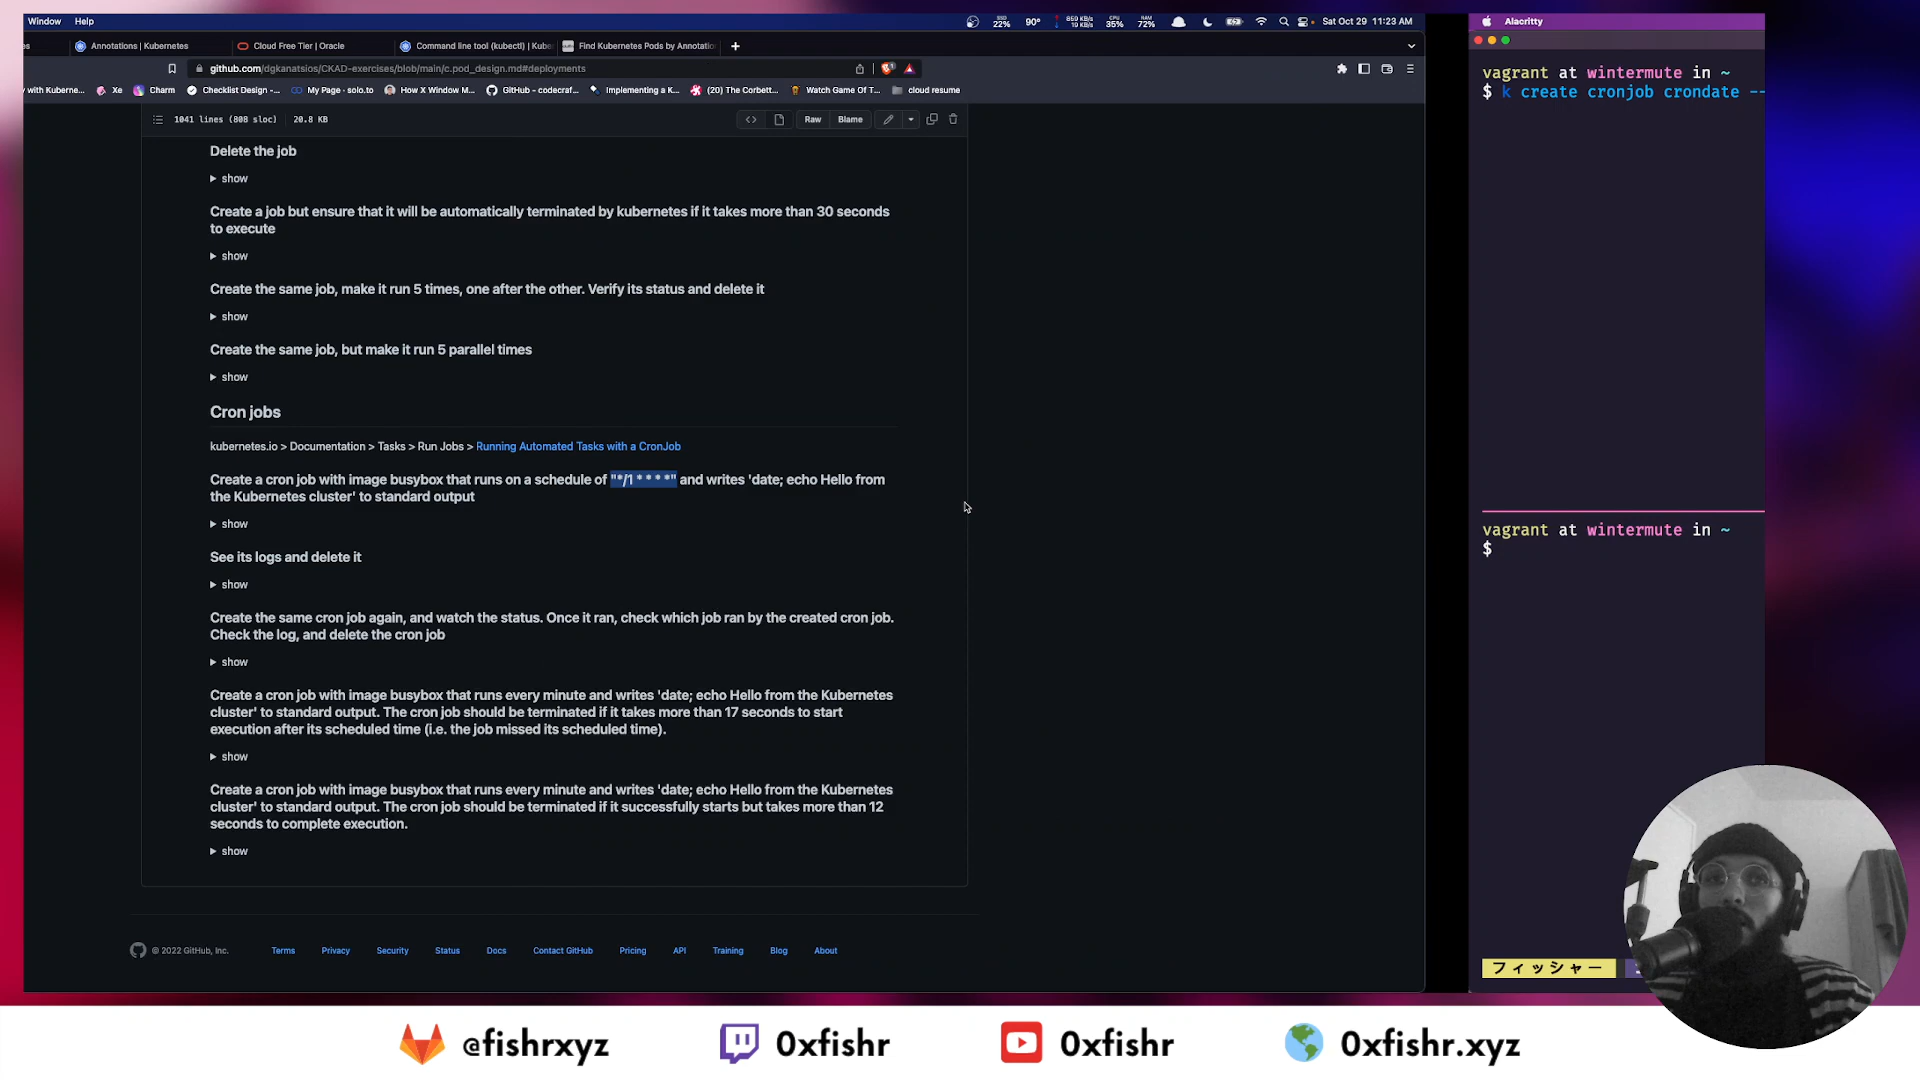 Window Help
SSD 22% 90° 859 KB/s 19 KB/s CPU 35% RAM 72% Sat Oct 29 11:23 AM
Annotations | Kubernetes Cloud Free Tier | Oracle Command line tool (kubectl) | Kube Find Kubernetes Pods by Annotatio
github.com/dgkanatsios/CKAD-exercises/blob/main/c.pod_design.md#deployments
y with Kuberne... Xe Charm Checklist Design -... My Page · solo.to How X Window M... GitHub - codecraf... Implementing a K... (20) The Corbett... Watch Game Of T... cloud resume
1041 lines (808 sloc) 20.8 KB Raw Blame
Delete the job
show
Create a job but ensure that it will be automatically terminated by kubernetes if it takes more than 30 seconds
to execute
show
Create the same job, make it run 5 times, one after the other. Verify its status and delete it
show
Create the same job, but make it run 5 parallel times
show
Cron jobs
kubernetes.io > Documentation > Tasks > Run Jobs > Running Automated Tasks with a CronJob
Create a cron job with image busybox that runs on a schedule of "*/1 * * * *" and writes 'date; echo Hello from
the Kubernetes cluster' to standard output
show
See its logs and delete it
show
Create the same cron job again, and watch the status. Once it ran, check which job ran by the created cron job.
Check the log, and delete the cron job
show
Create a cron job with image busybox that runs every minute and writes 'date; echo Hello from the Kubernetes
cluster' to standard output. The cron job should be terminated if it takes more than 17 seconds to start
execution after its scheduled time (i.e. the job missed its scheduled time).
show
Create a cron job with image busybox that runs every minute and writes 'date; echo Hello from the Kubernetes
cluster' to standard output. The cron job should be terminated if it successfully starts but takes more than 12
seconds to complete execution.
show
© 2022 GitHub, Inc. Terms Privacy Security Status Docs Contact GitHub Pricing API Training Blog About
Alacritty
vagrant at wintermute in ~
$ k create cronjob crondate --
vagrant at wintermute in ~
$
フィッシャー
@fishrxyz 0xfishr 0xfishr 0xfishr.xyz